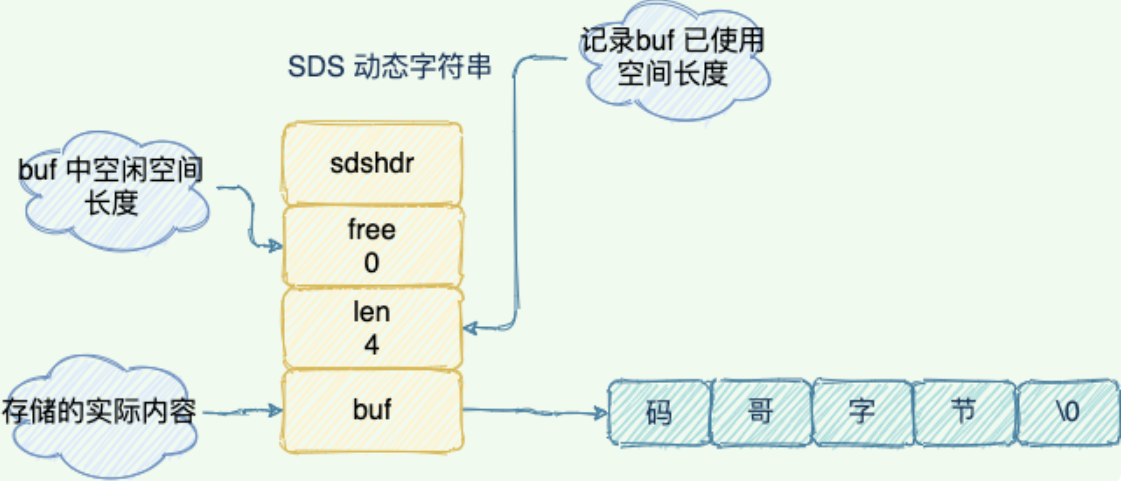 记录buf 已使用
空间长度
SDS 动态字符串
buf 中空闲空间
长度
sdshdr
free
0
len
4
存储的实际内容
buf
码 哥 字 节 \0